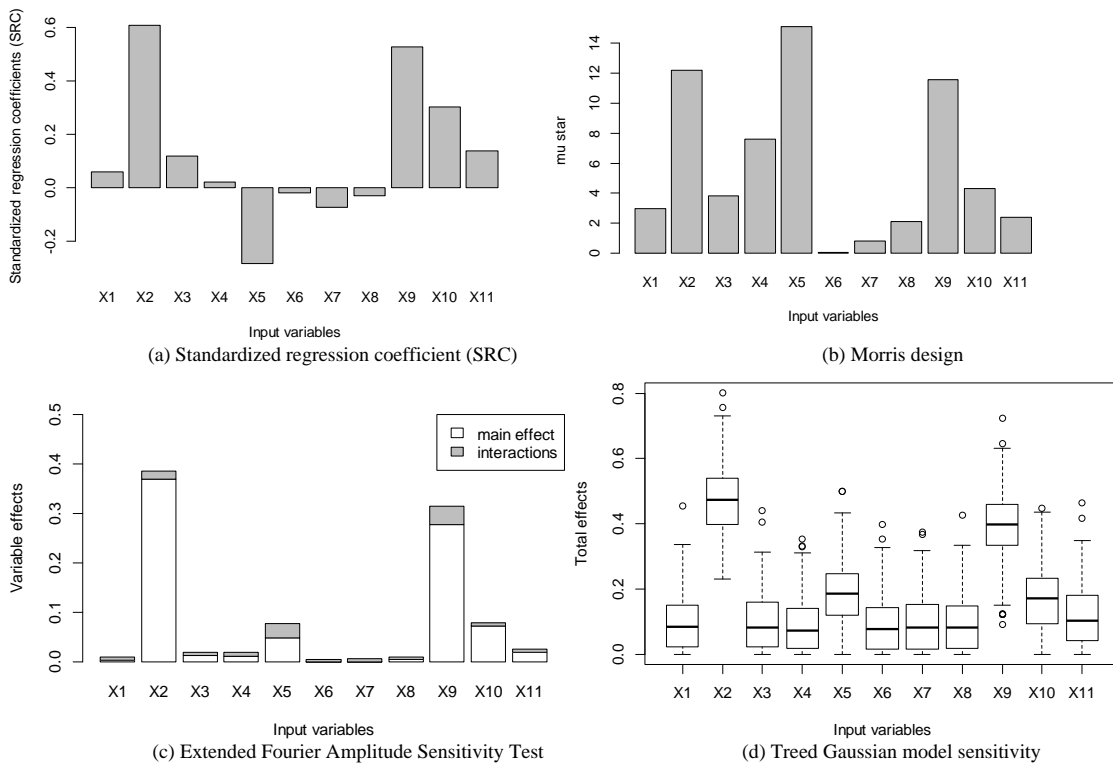 Standardized regression coefficients (SRC)
0.6
0.4
0.2
0.0
-0.2
X1 X2 X3 X4 X5 X6 X7 X8 X9 X10 X11
Input variables
(a) Standardized regression coefficient (SRC)
mu star
14
12
10
8
6
4
2
0
X1 X2 X3 X4 X5 X6 X7 X8 X9 X10 X11
Input variables
(b) Morris design
Variable effects
0.5
0.4
0.3
0.2
0.1
0.0
main effect
interactions
X1 X2 X3 X4 X5 X6 X7 X8 X9 X10 X11
Input variables
(c) Extended Fourier Amplitude Sensitivity Test
Total effects
0.8
0.6
0.4
0.2
0.0
X1 X2 X3 X4 X5 X6 X7 X8 X9 X10 X11
Input variables
(d) Treed Gaussian model sensitivity